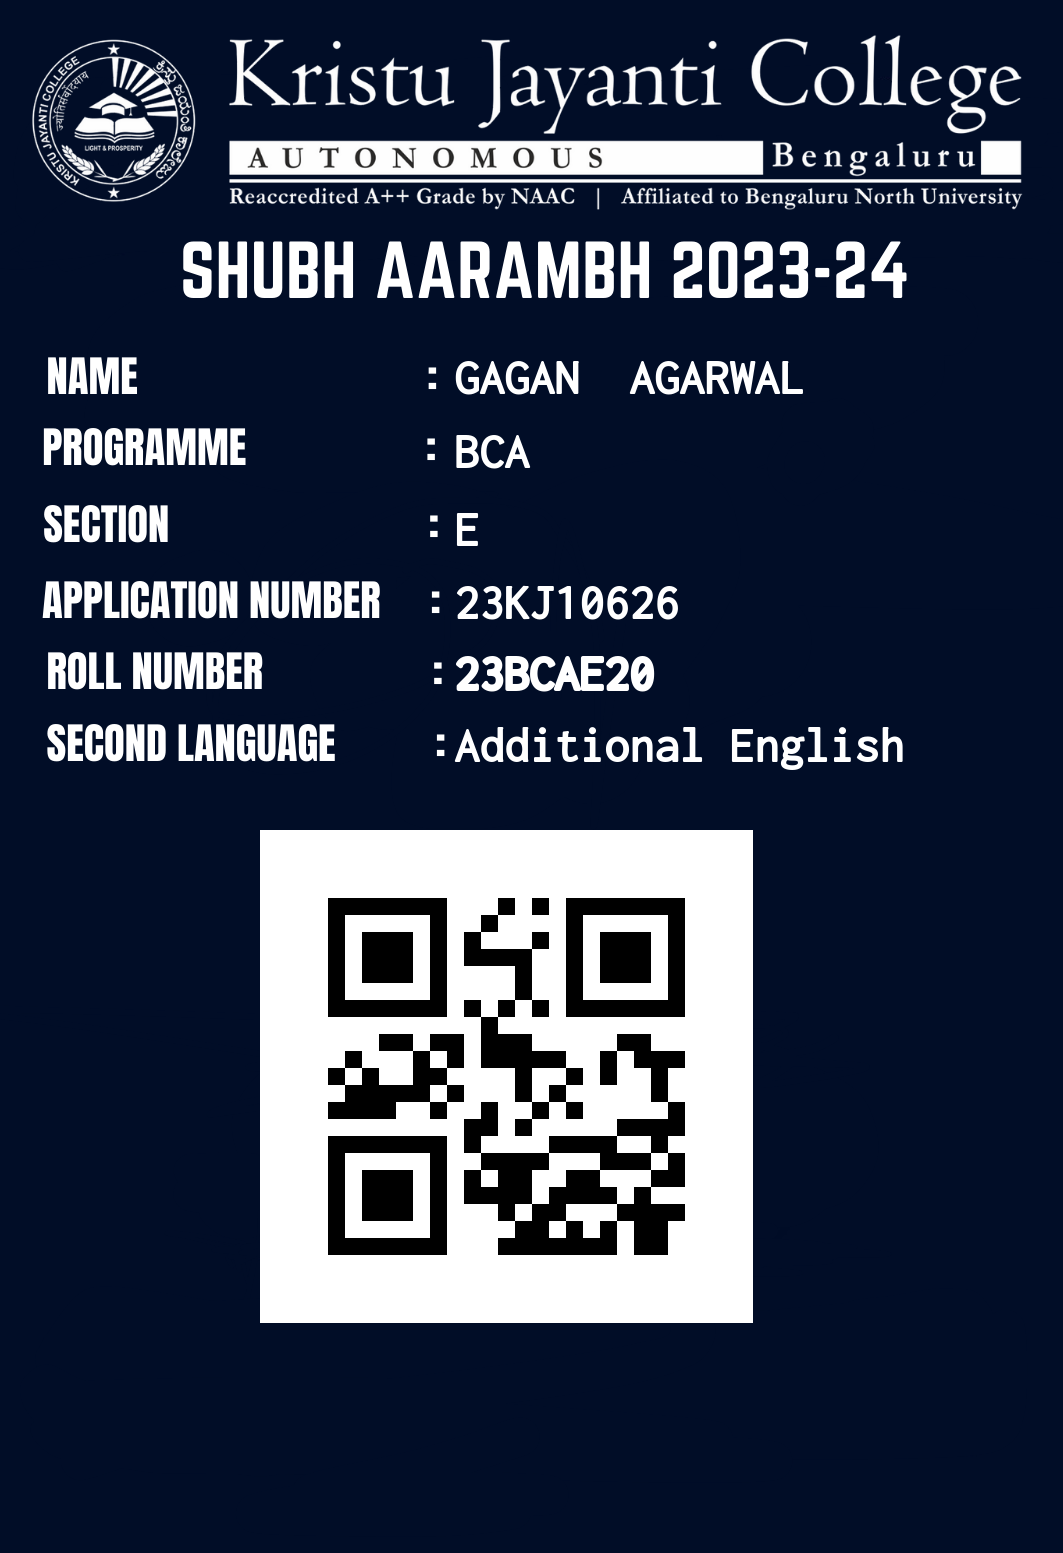 Kristu Jayanti College
AUTONOMOUS Bengaluru
Reaccredited A++ Grade by NAAC | Affiliated to Bengaluru North University
KRISTU JAYANTI COLLEGE
LIGHT & PROSPERITY
SHUBH AARAMBH 2023-24
NAME : GAGAN AGARWAL
PROGRAMME : BCA
SECTION : E
APPLICATION NUMBER : 23KJ10626
ROLL NUMBER : 23BCAE20
SECOND LANGUAGE : Additional English